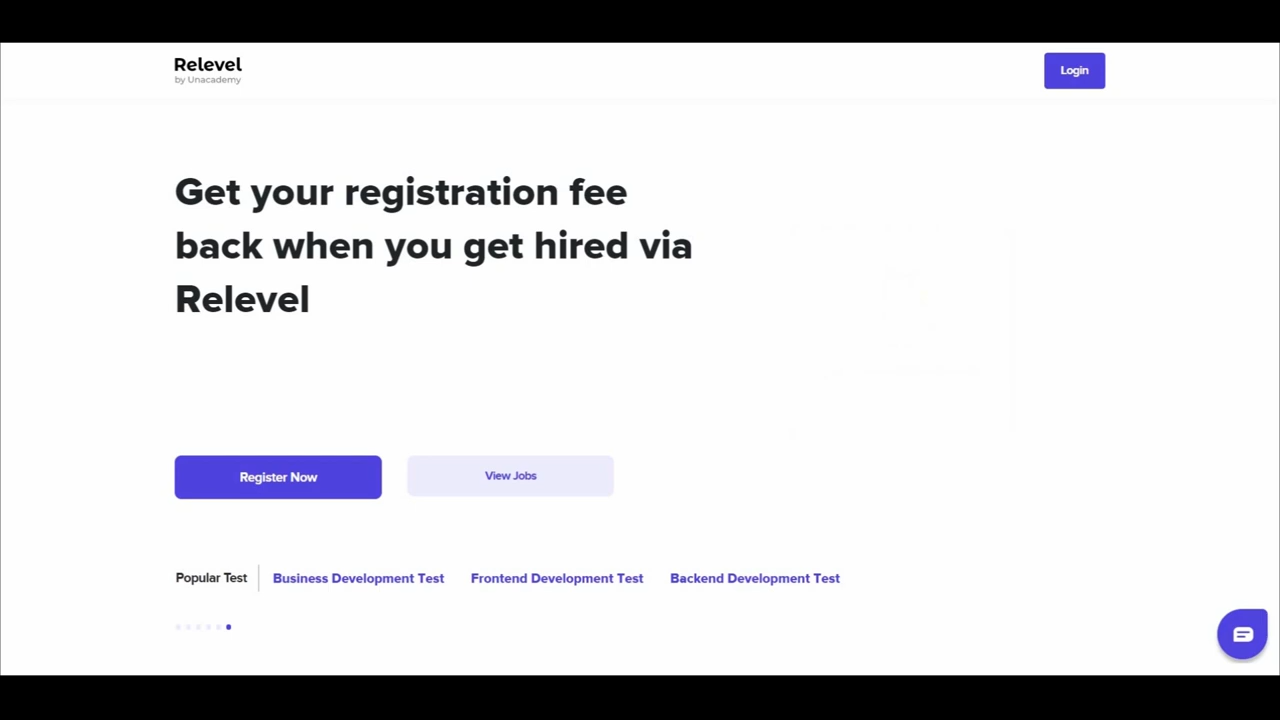 Relevel
by Unacademy
Login
Get your registration fee
back when you get hired via
Relevel
Register Now
View Jobs
Popular Test
Business Development Test
Frontend Development Test
Backend Development Test